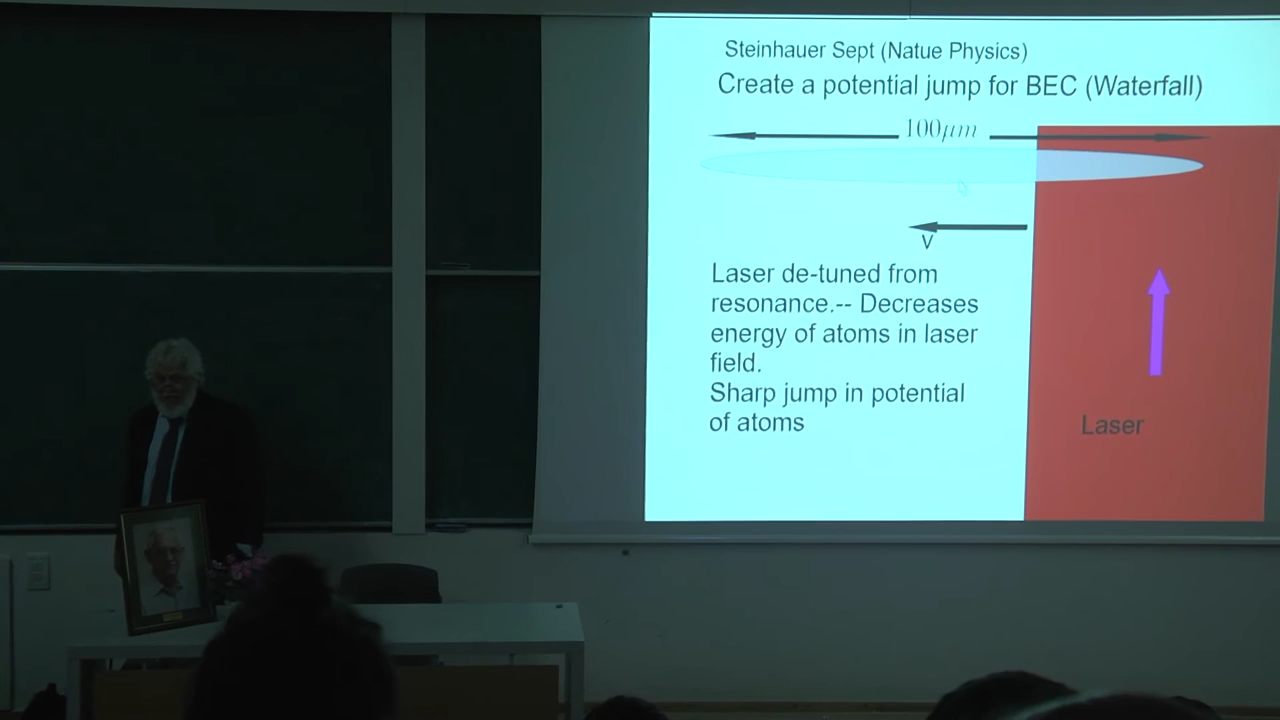 Steinhauer Sept (Natue Physics)
Create a potential jump for BEC (Waterfall)
100μm
v
Laser de-tuned from
resonance.-- Decreases
energy of atoms in laser
field.
Sharp jump in potential
of atoms
Laser